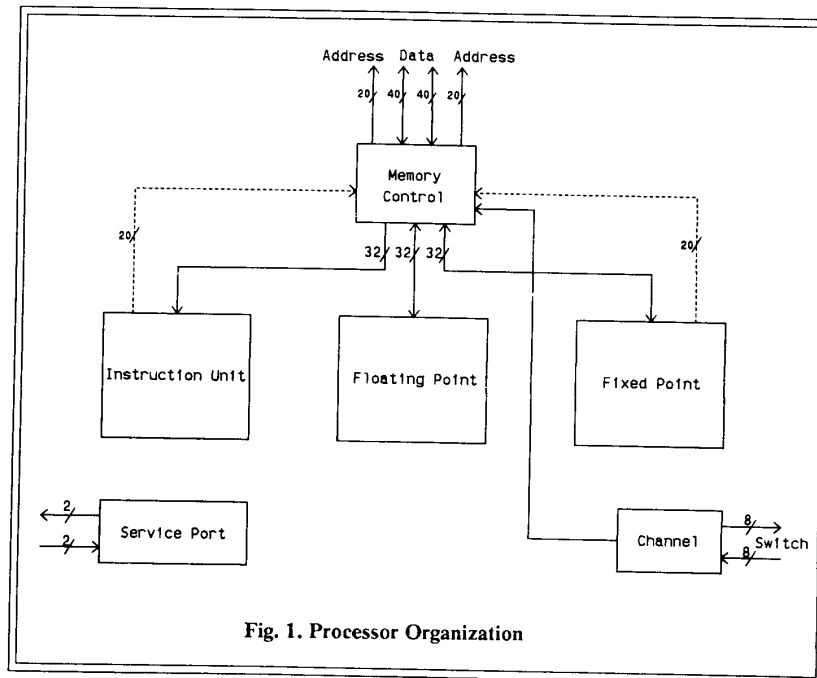 Address Data Address
20 40 40 20
Memory
Control
20
32 32 32
20
Instruction Unit
Floating Point
Fixed Point
2
Service Port
2
8
Channel
Switch
8
Fig. 1. Processor Organization